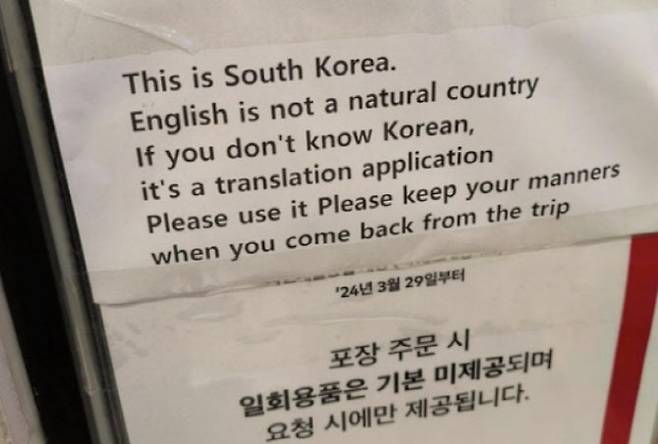 This is South Korea.
English is not a natural country
If you don't know Korean,
it's a translation application
Please use it Please keep your manners
when you come back from the trip
'24년 3월 29일부터
포장 주문 시
일회용품은 기본 미제공되며
요청 시에만 제공됩니다.